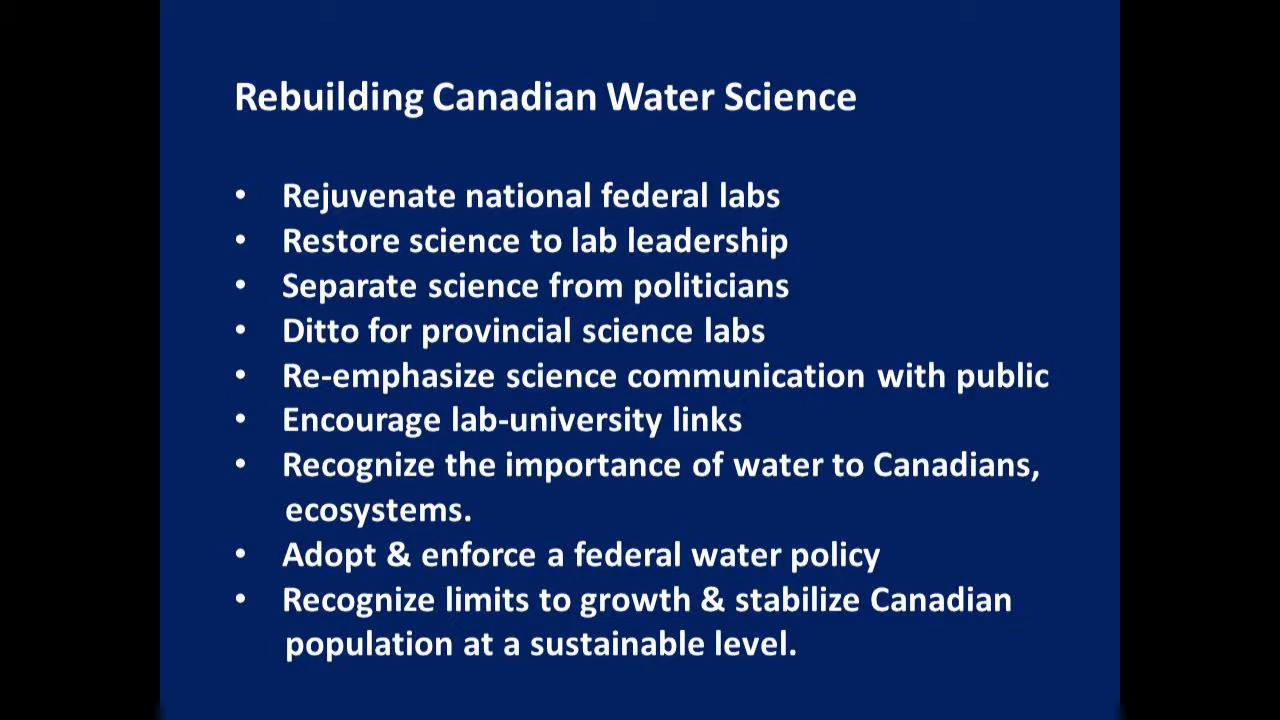 Rebuilding Canadian Water Science
• Rejuvenate national federal labs
• Restore science to lab leadership
• Separate science from politicians
• Ditto for provincial science labs
• Re-emphasize science communication with public
• Encourage lab-university links
• Recognize the importance of water to Canadians,
ecosystems.
• Adopt & enforce a federal water policy
• Recognize limits to growth & stabilize Canadian
population at a sustainable level.